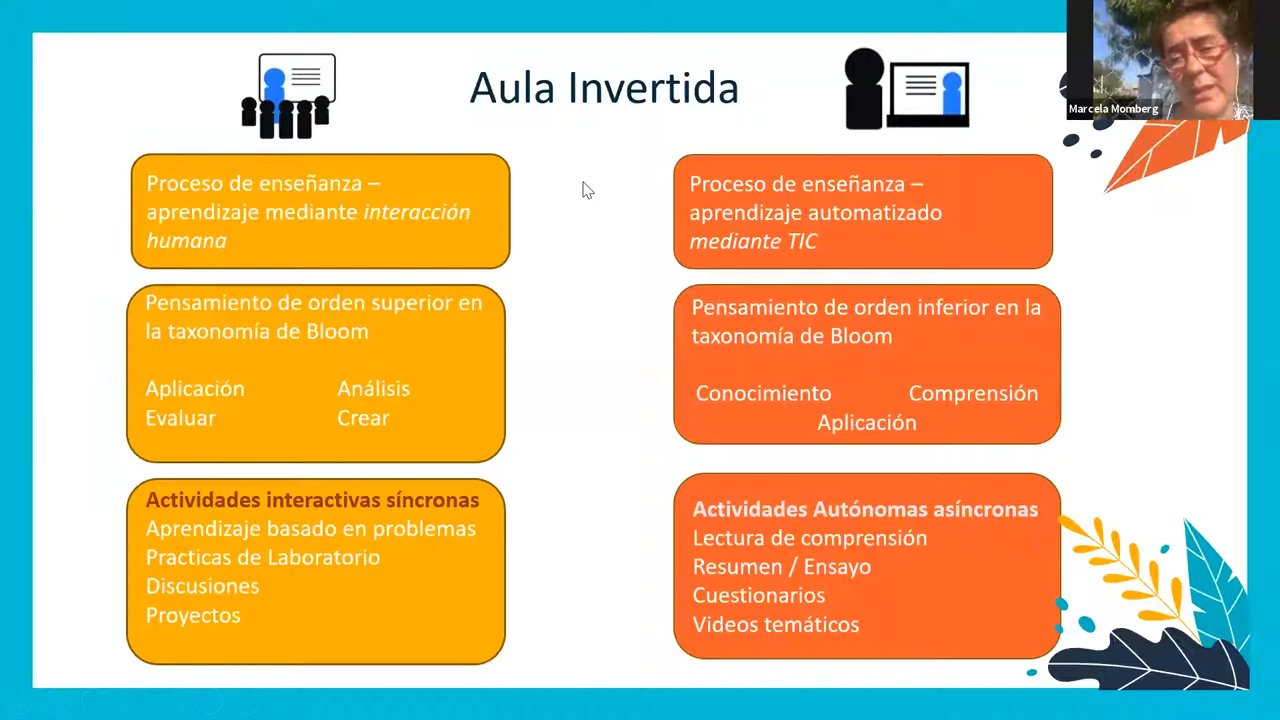 Aula Invertida
Marcela Momberg
Proceso de enseñanza –
aprendizaje mediante interacción
humana
Pensamiento de orden superior en
la taxonomía de Bloom
Aplicación Análisis
Evaluar Crear
Actividades interactivas síncronas
Aprendizaje basado en problemas
Practicas de Laboratorio
Discusiones
Proyectos
Proceso de enseñanza –
aprendizaje automatizado
mediante TIC
Pensamiento de orden inferior en la
taxonomía de Bloom
Conocimiento Comprensión
Aplicación
Actividades Autónomas asíncronas
Lectura de comprensión
Resumen / Ensayo
Cuestionarios
Videos temáticos